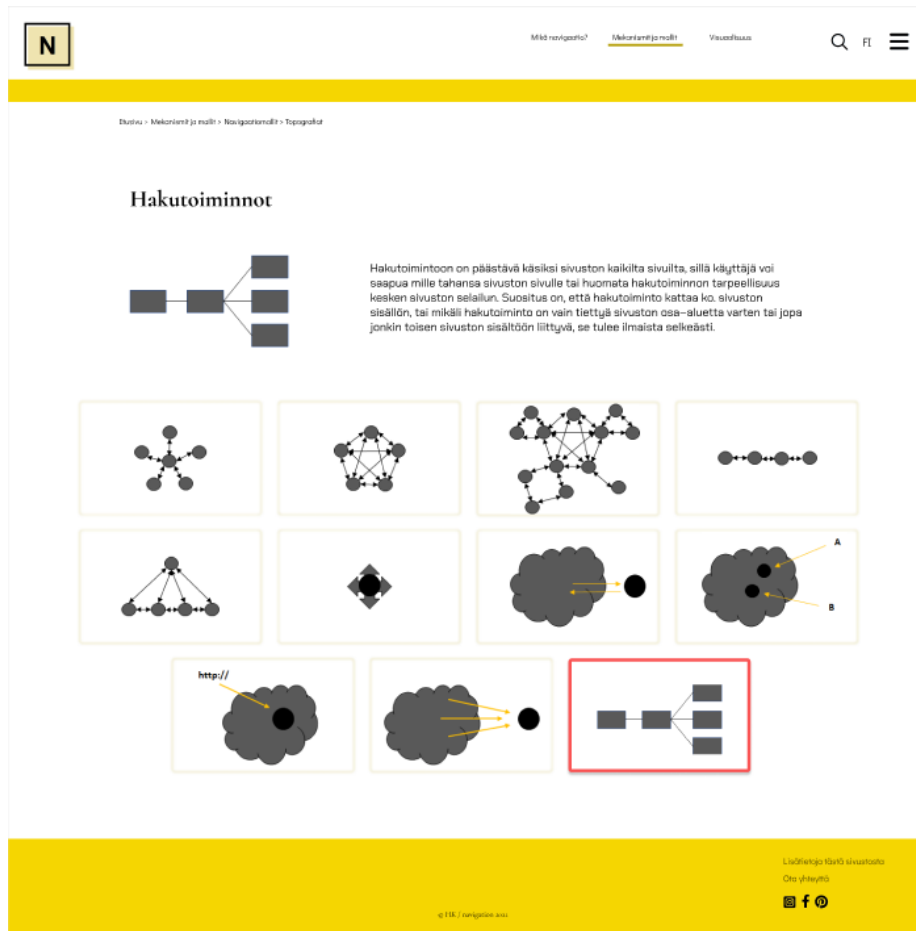 N
Mikä navigaatio? Mekanismit ja mallit Visuaalisuus FI
Etusivu > Mekanismit ja mallit > Navigaatiomallit > Topografiat
Hakutoiminnot
Hakutoimintoon on päästävä käsiksi sivuston kaikilta sivuilta, sillä käyttäjä voi
saapua mille tahansa sivuston sivulle tai huomata hakutoiminnon tarpeellisuus
kesken sivuston selailun. Suositus on, että hakutoiminto kattaa ko. sivuston
sisällön, tai mikäli hakutoiminto on vain tiettyä sivuston osa-aluetta varten tai jopa
jonkin toisen sivuston sisältöön liittyvä, se tulee ilmaista selkeästi.
A
B
http://
Lisätietoja tästä sivustosta
Ota yhteyttä
/ navigation